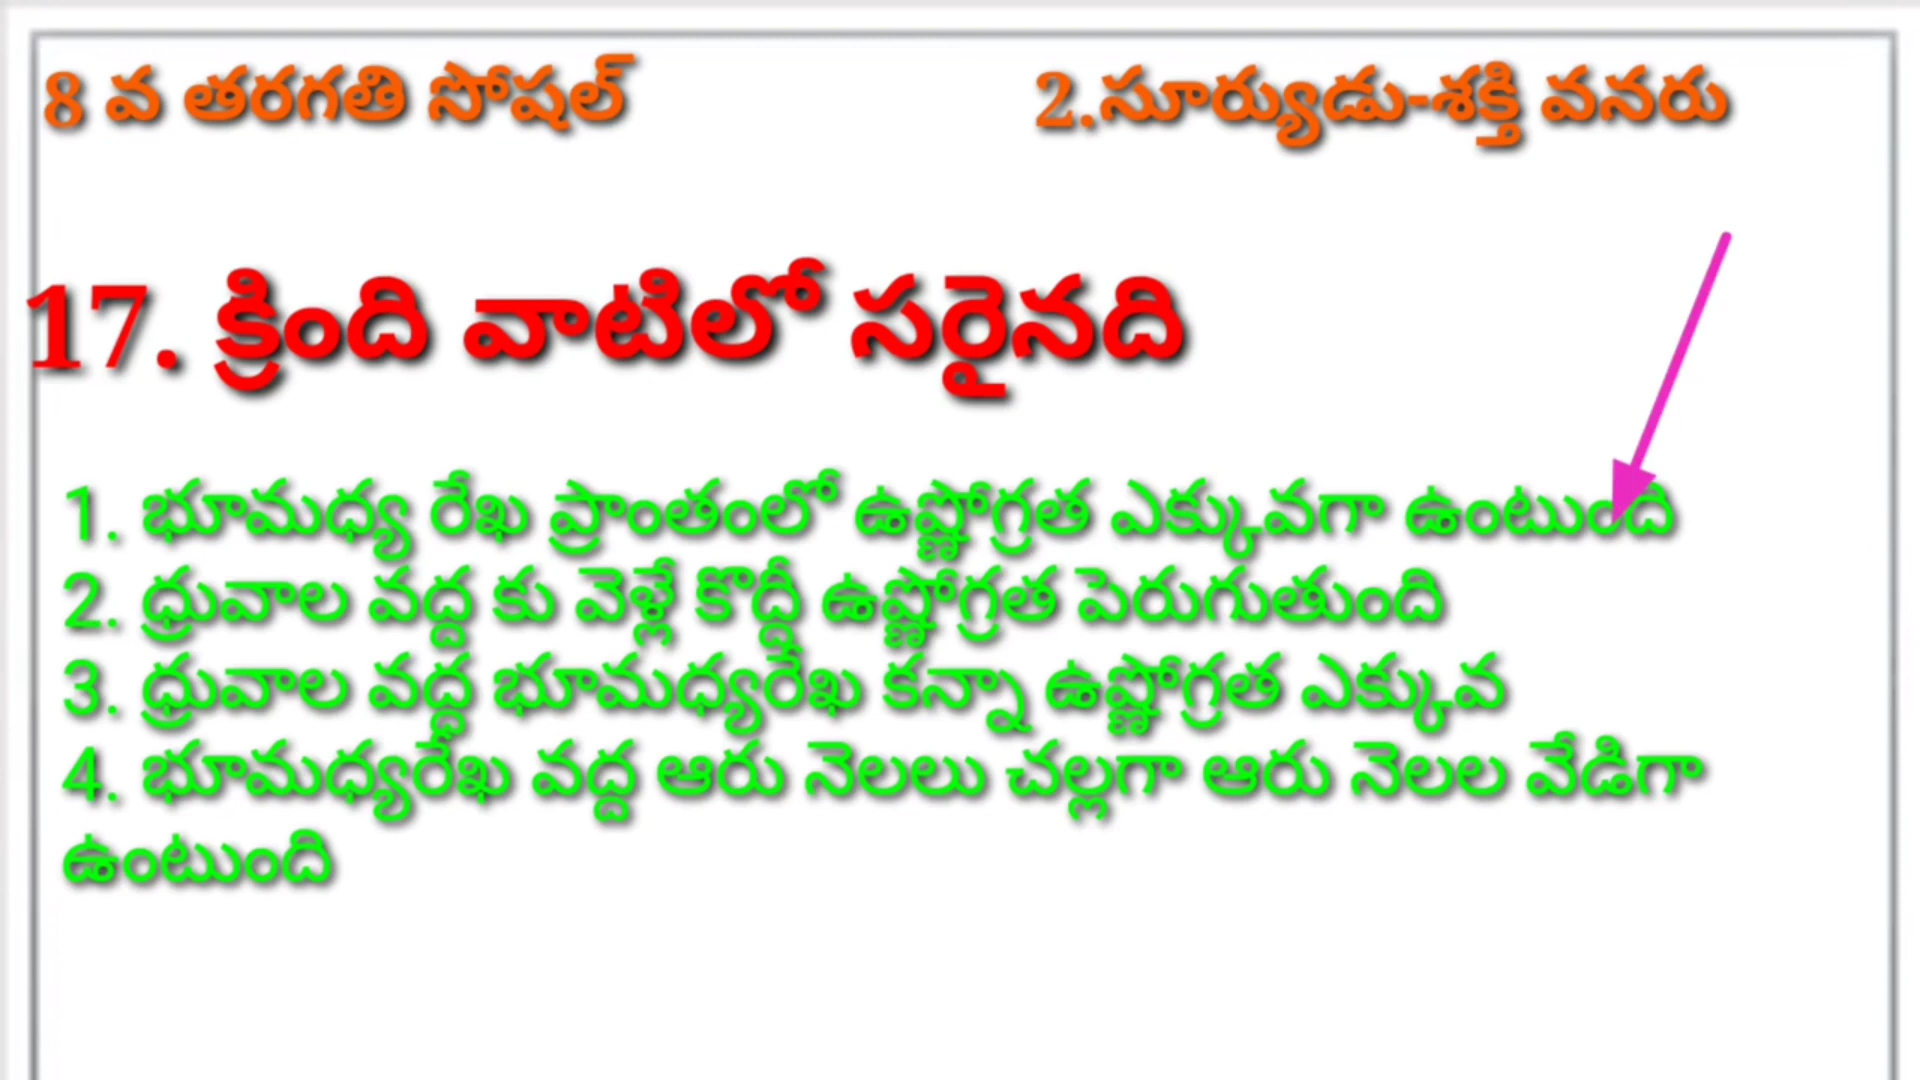 8 వ తరగతి సోషల్ 2.సూర్యుడు-శక్తి వనరు
17. క్రింది వాటిలో సరైనది
1. భూమధ్య రేఖ ప్రాంతంలో ఉష్ణోగ్రత ఎక్కువగా ఉంటుంది
2. ధ్రువాల వద్ద కు వెళ్లే కొద్దీ ఉష్ణోగ్రత పెరుగుతుంది
3. ధ్రువాల వద్ద భూమధ్యరేఖ కన్నా ఉష్ణోగ్రత ఎక్కువ
4. భూమధ్యరేఖ వద్ద ఆరు నెలలు చల్లగా ఆరు నెలల వేడిగా
ఉంటుంది